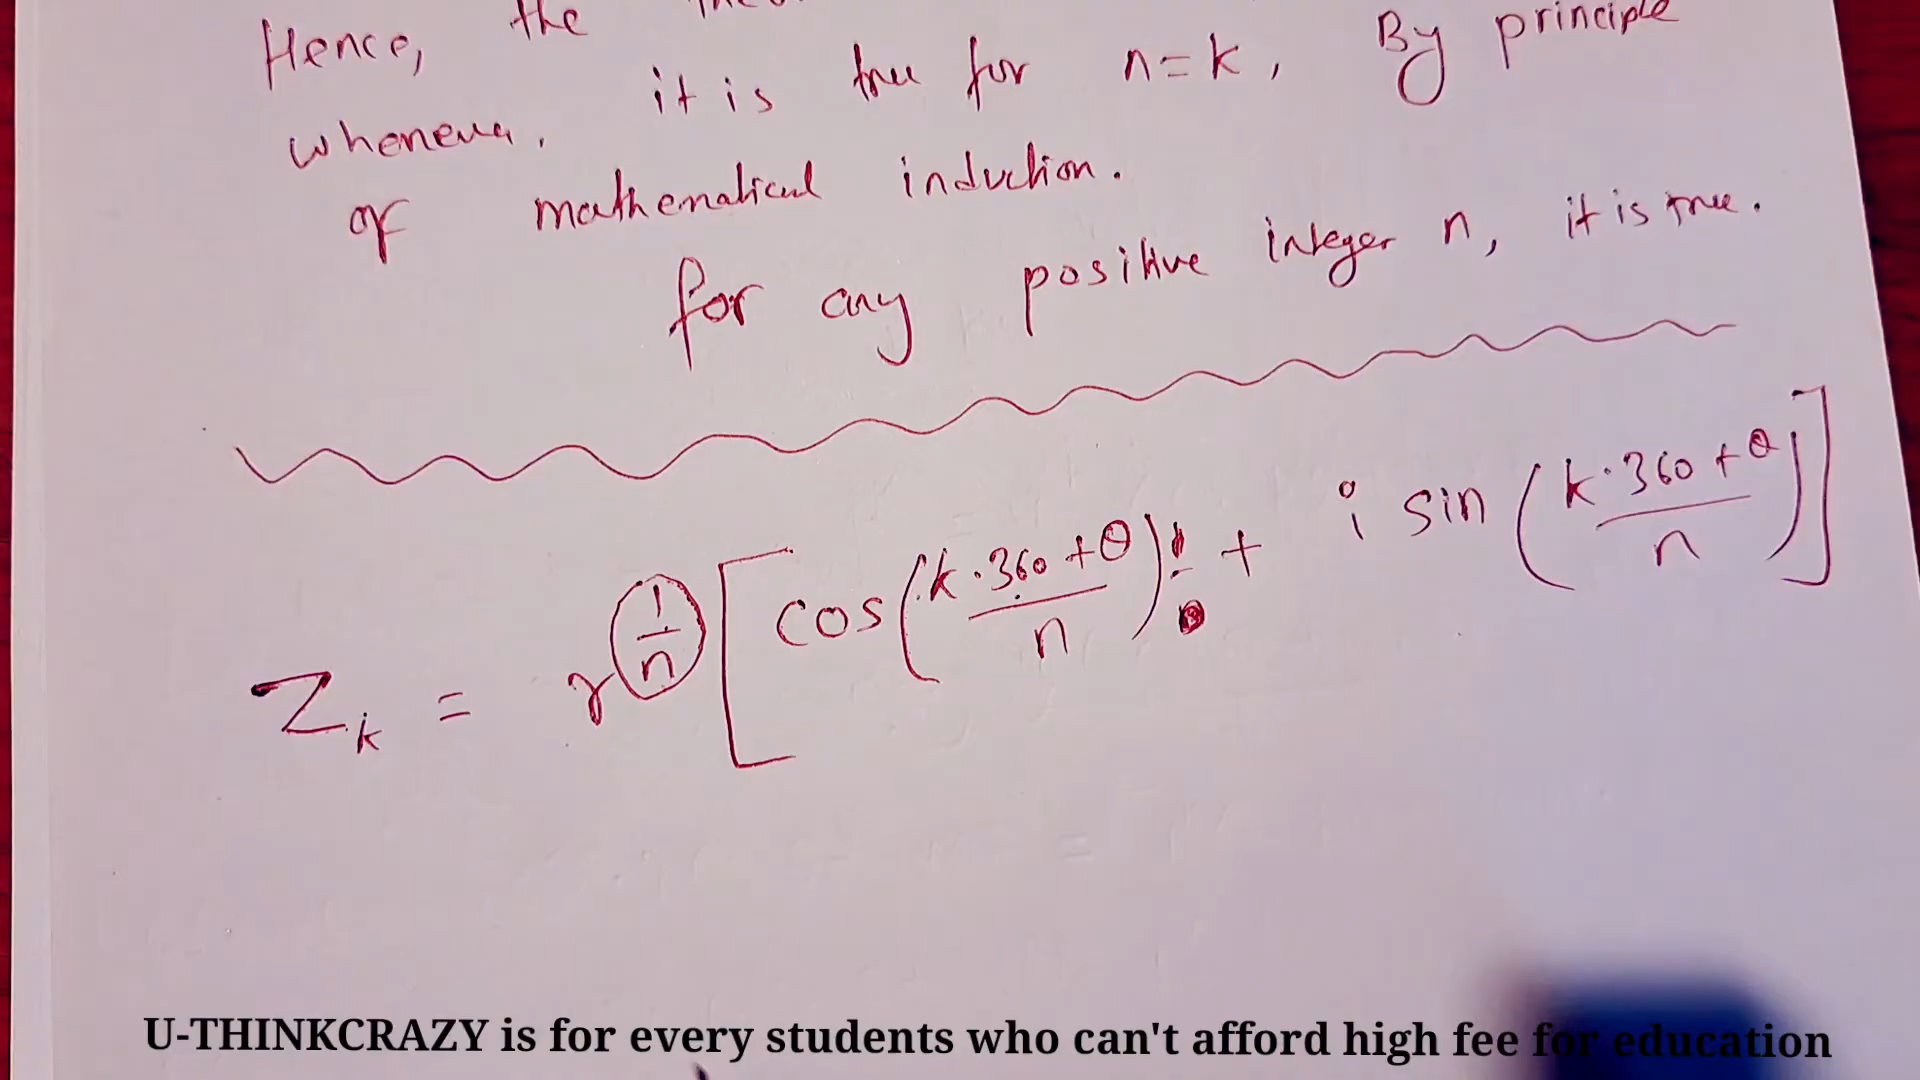 Hence, the
whenever, it is true for n=k, By principle
of mathematical induction.
for any positive integer n, it is true.
Z_k = r^(1/n) [cos(k·360+θ / n) + i sin(k·360+θ / n)]
U-THINKCRAZY is for every students who can't afford high fee for education